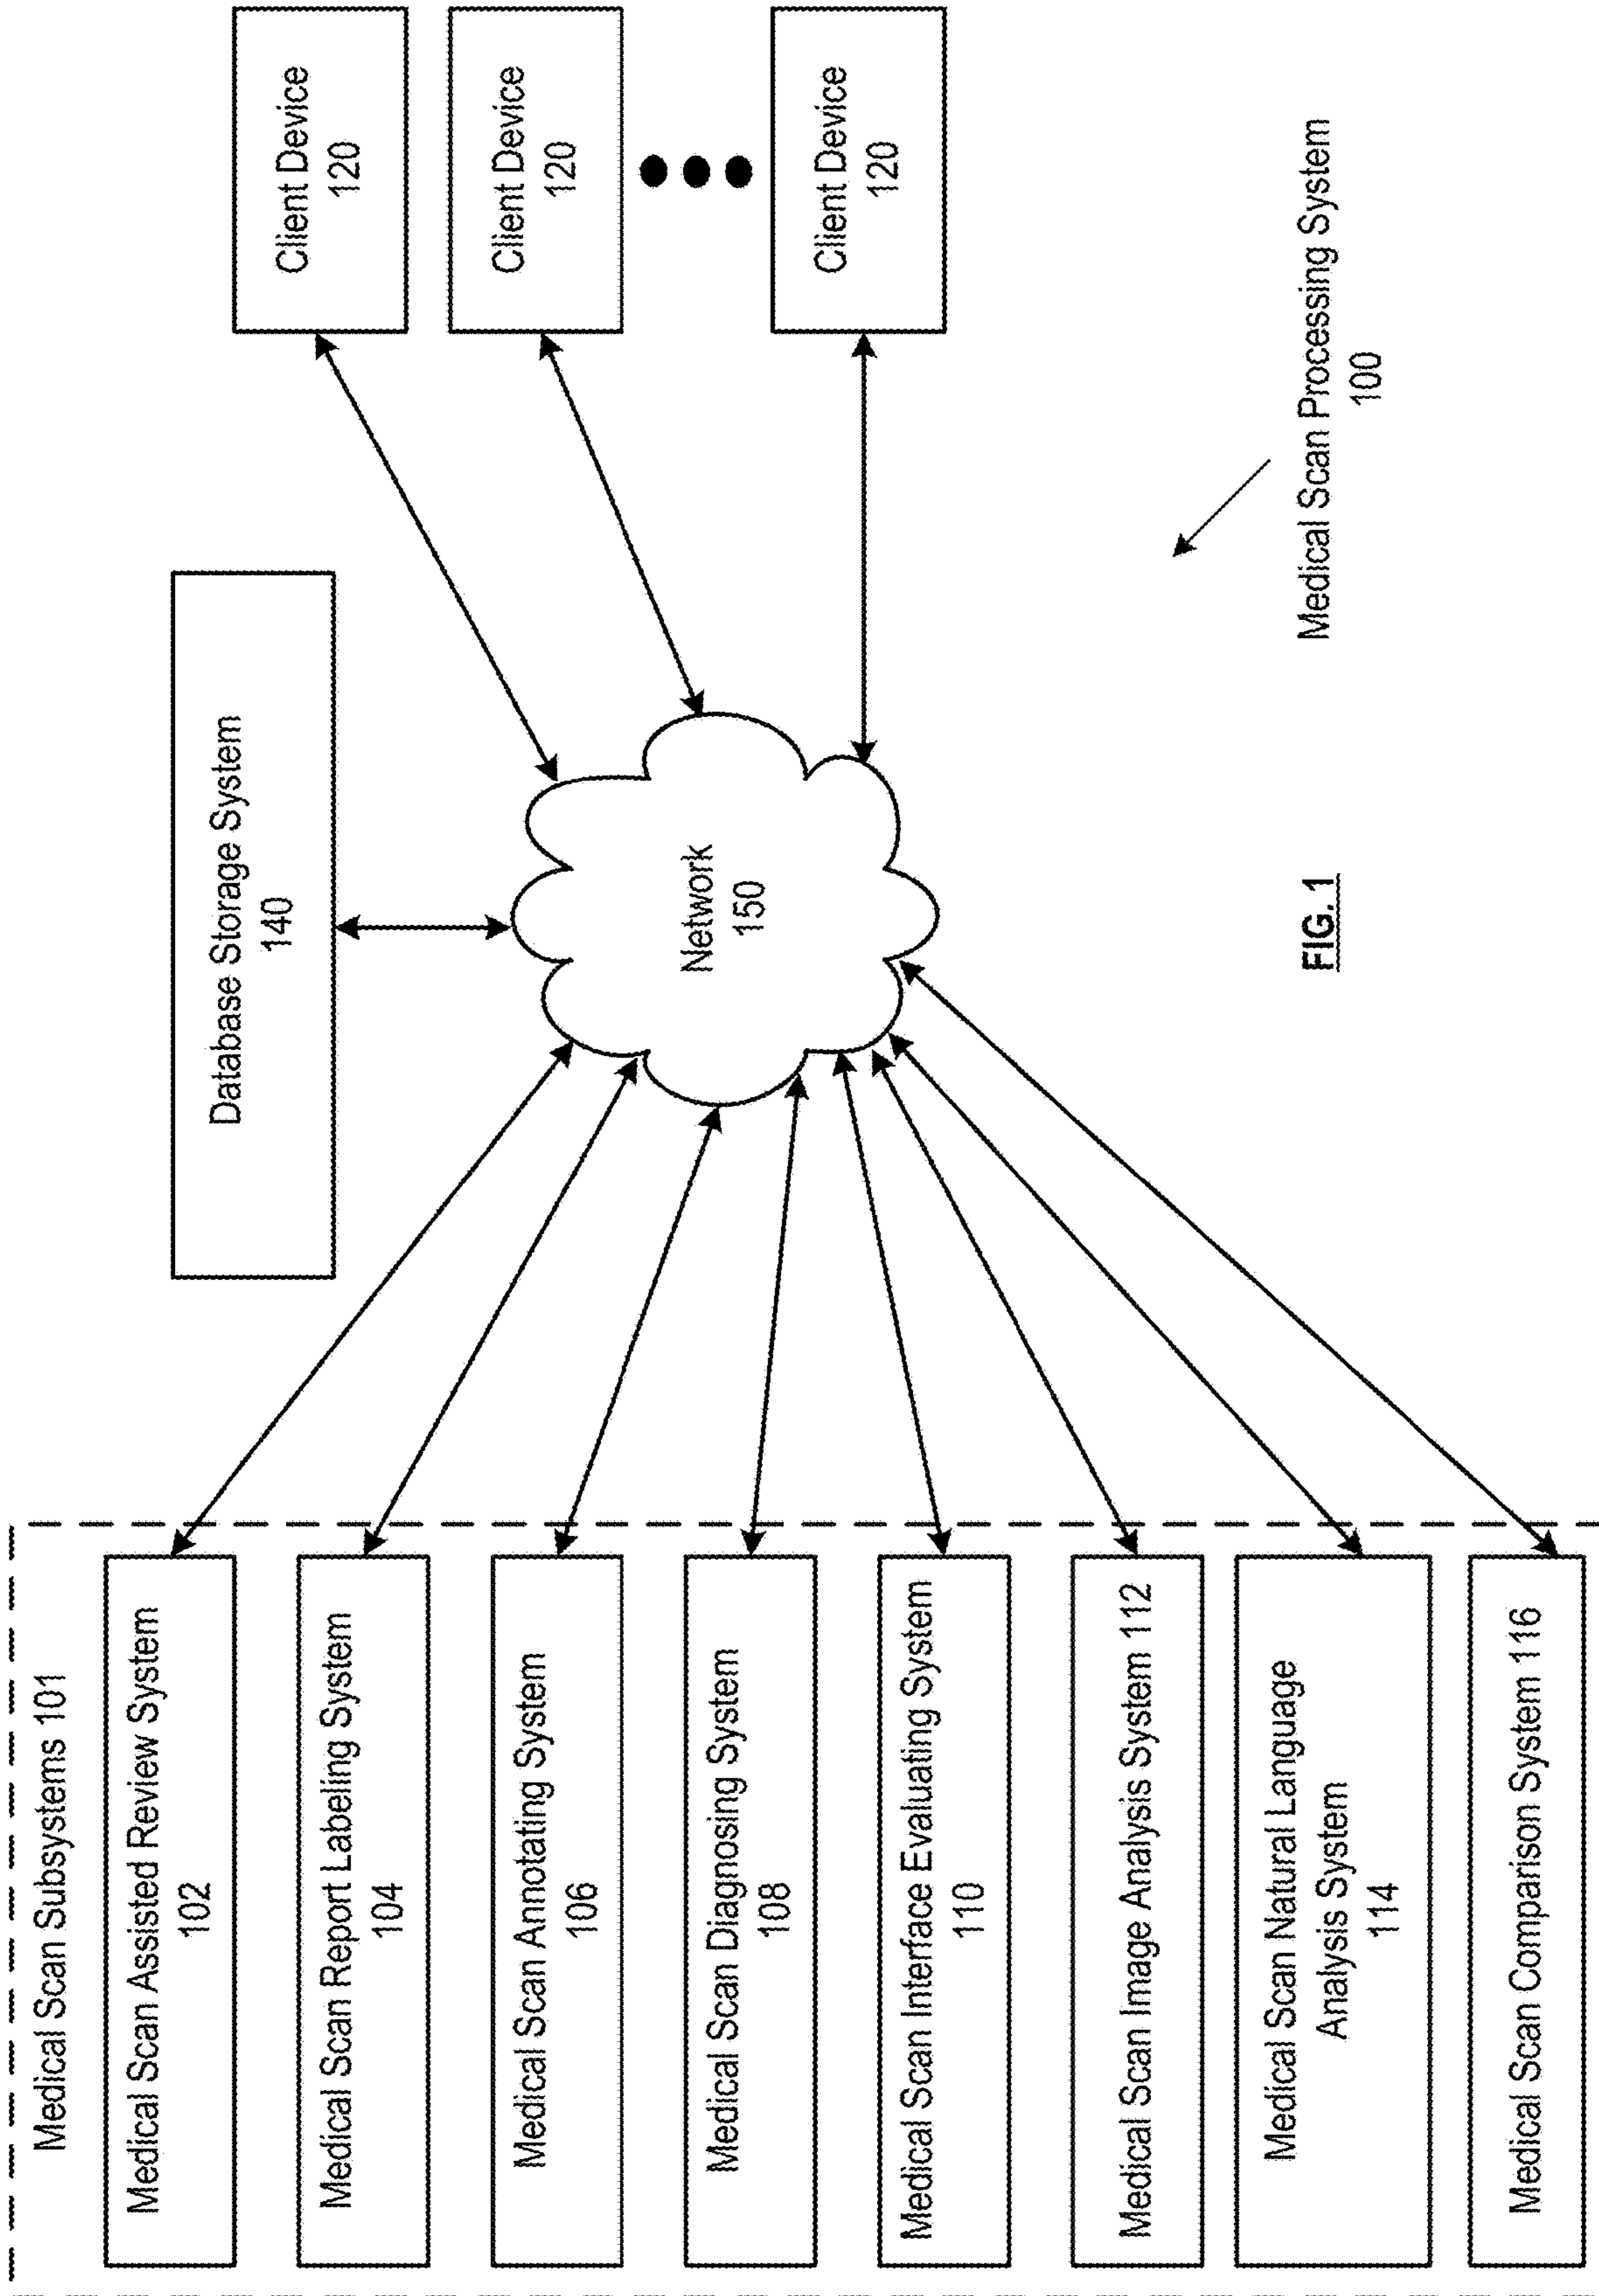 Medical Scan Subsystems 101
Medical Scan Assisted Review System
102
Medical Scan Report Labeling System
104
Medical Scan Annotating System
106
Medical Scan Diagnosing System
108
Medical Scan Interface Evaluating System
110
Medical Scan Image Analysis System 112
Medical Scan Natural Language
Analysis System
114
Medical Scan Comparison System 116
Database Storage System
140
Network
150
Client Device
120
Client Device
120
Client Device
120
Medical Scan Processing System
100
FIG. 1